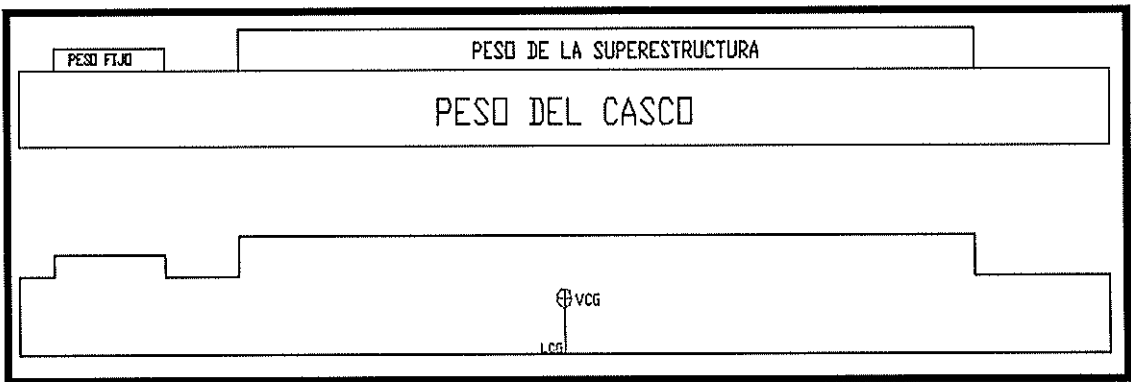 PESO FIJO
PESO DE LA SUPERESTRUCTURA
PESO DEL CASCO
VCG
LCG